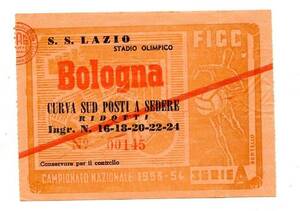 S. S. LAZIO
STADIO OLIMPICO
FIGC
Bologna
CURVA SUD POSTI A SEDERE
RIDOTTI
Ingr. N. 16-18-20-22-24
No 00145
Conservare per il controllo
CAMPIONATO NAZIONALE 1953-54
SERIE A